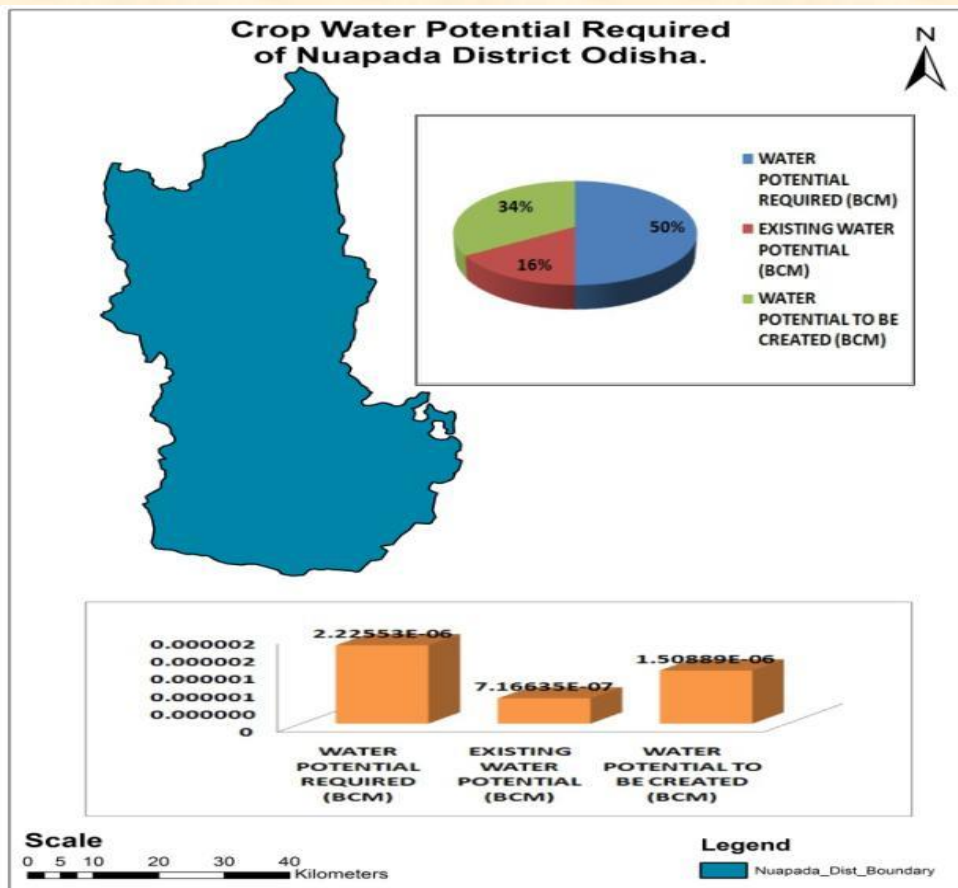 Crop Water Potential Required
of Nuapada District Odisha.
N
34%
50%
16%
WATER
POTENTIAL
REQUIRED (BCM)
EXISTING WATER
POTENTIAL
(BCM)
WATER
POTENTIAL TO BE
CREATED (BCM)
0.000002
0.000002
0.000001
0.000001
0.000000
0
2.22553E-06
7.16635E-07
1.50889E-06
WATER
POTENTIAL
REQUIRED
(BCM)
EXISTING
WATER
POTENTIAL
(BCM)
WATER
POTENTIAL TO
BE CREATED
(BCM)
Scale
0 5 10 20 30 40
Kilometers
Legend
Nuapada_Dist_Boundary